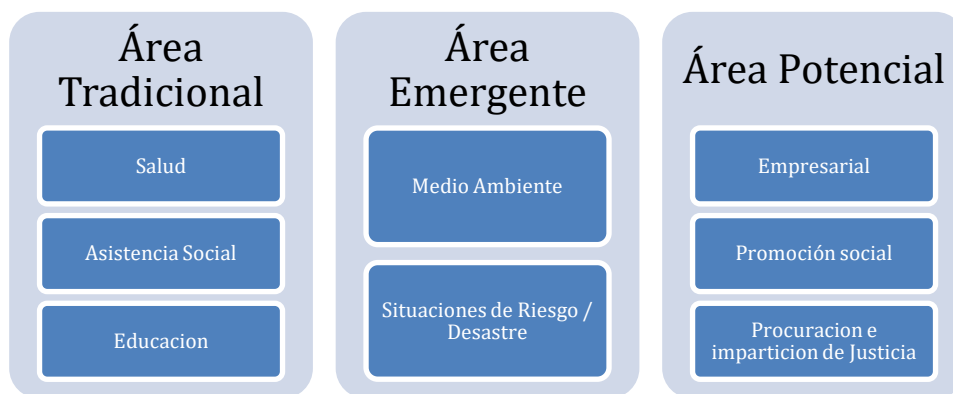 Área
Tradicional
Salud
Asistencia Social
Educacion
Área
Emergente
Medio Ambiente
Situaciones de Riesgo /
Desastre
Área Potencial
Empresarial
Promoción social
Procuracion e
imparticion de Justicia